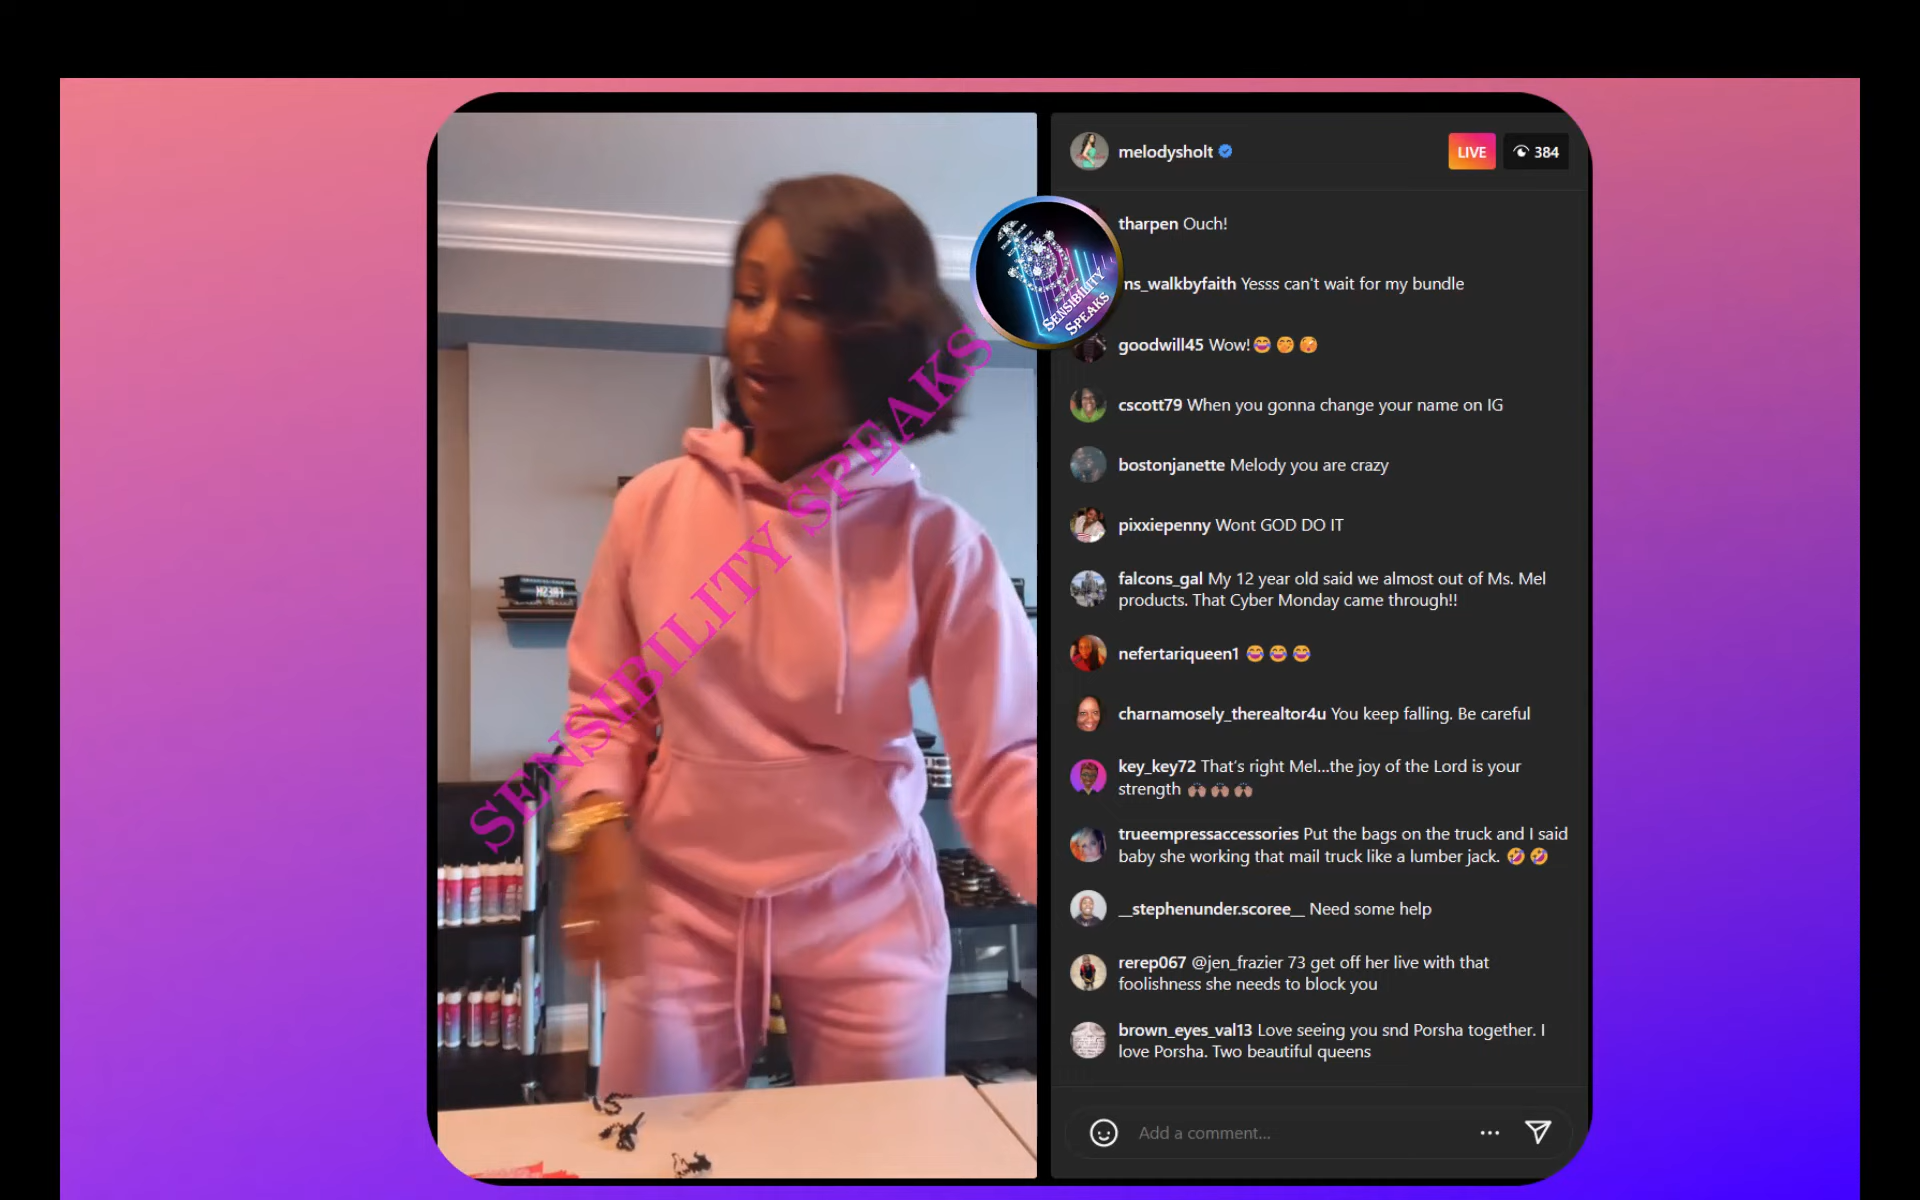 melodysholt
LIVE
384
tharpen Ouch!
ms_walkbyfaith Yesss can't wait for my bundle
goodwill45 Wow!😂 🤭 🫣
cscott79 When you gonna change your name on IG
bostonjanette Melody you are crazy
pixxiepenny Wont GOD DO IT
falcons_gal My 12 year old said we almost out of Ms. Mel
products. That Cyber Monday came through!!
nefertariqueen1 😂 😂 😂
charnamosely_therealtor4u You keep falling. Be careful
key_key72 That's right Mel...the joy of the Lord is your
strength 🙌🏽 🙌🏽 🙌🏽
trueempressaccessories Put the bags on the truck and I said
baby she working that mail truck like a lumber jack. 🤣 🤣
__stephenunder.scoree__ Need some help
rerep067 @jen_frazier 73 get off her live with that
foolishness she needs to block you
brown_eyes_val13 Love seeing you snd Porsha together. I
love Porsha. Two beautiful queens
Add a comment...
SENSIBILITY
SPEAKS
SENSIBILITY SPEAKS